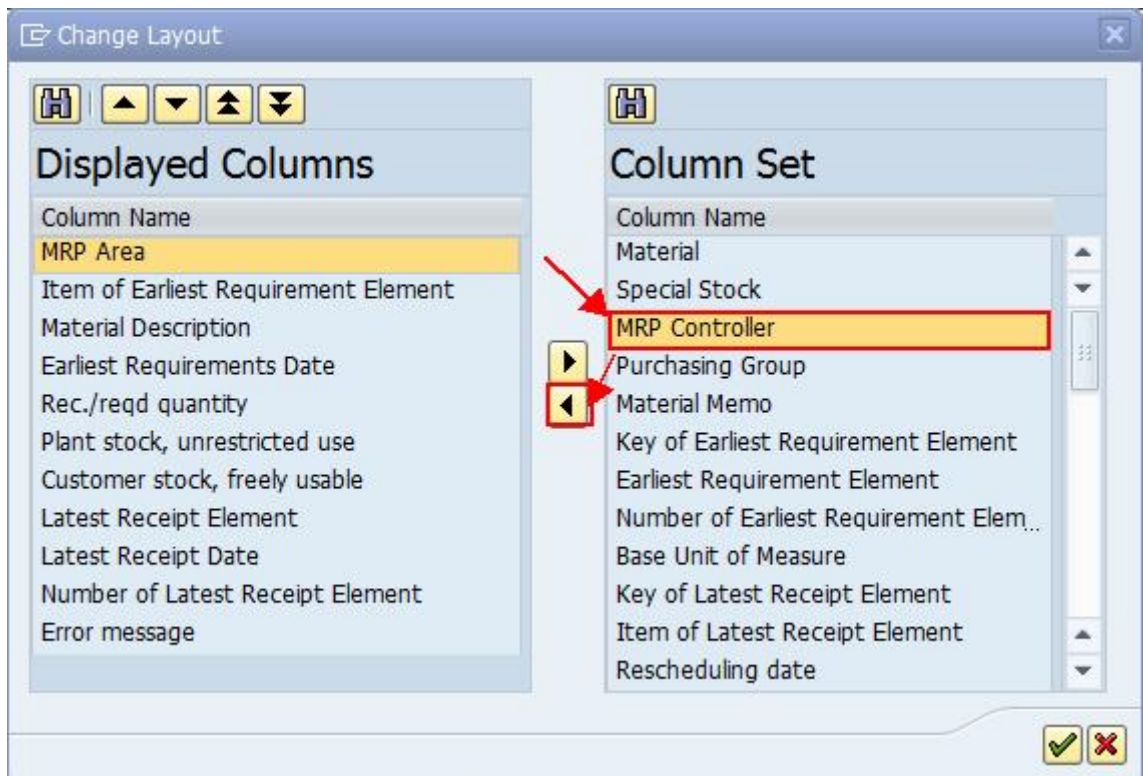 Change Layout
Displayed Columns
Column Name
MRP Area
Item of Earliest Requirement Element
Material Description
Earliest Requirements Date
Rec./reqd quantity
Plant stock, unrestricted use
Customer stock, freely usable
Latest Receipt Element
Latest Receipt Date
Number of Latest Receipt Element
Error message
Column Set
Column Name
Material
Special Stock
MRP Controller
Purchasing Group
Material Memo
Key of Earliest Requirement Element
Earliest Requirement Element
Number of Earliest Requirement Elem...
Base Unit of Measure
Key of Latest Receipt Element
Item of Latest Receipt Element
Rescheduling date